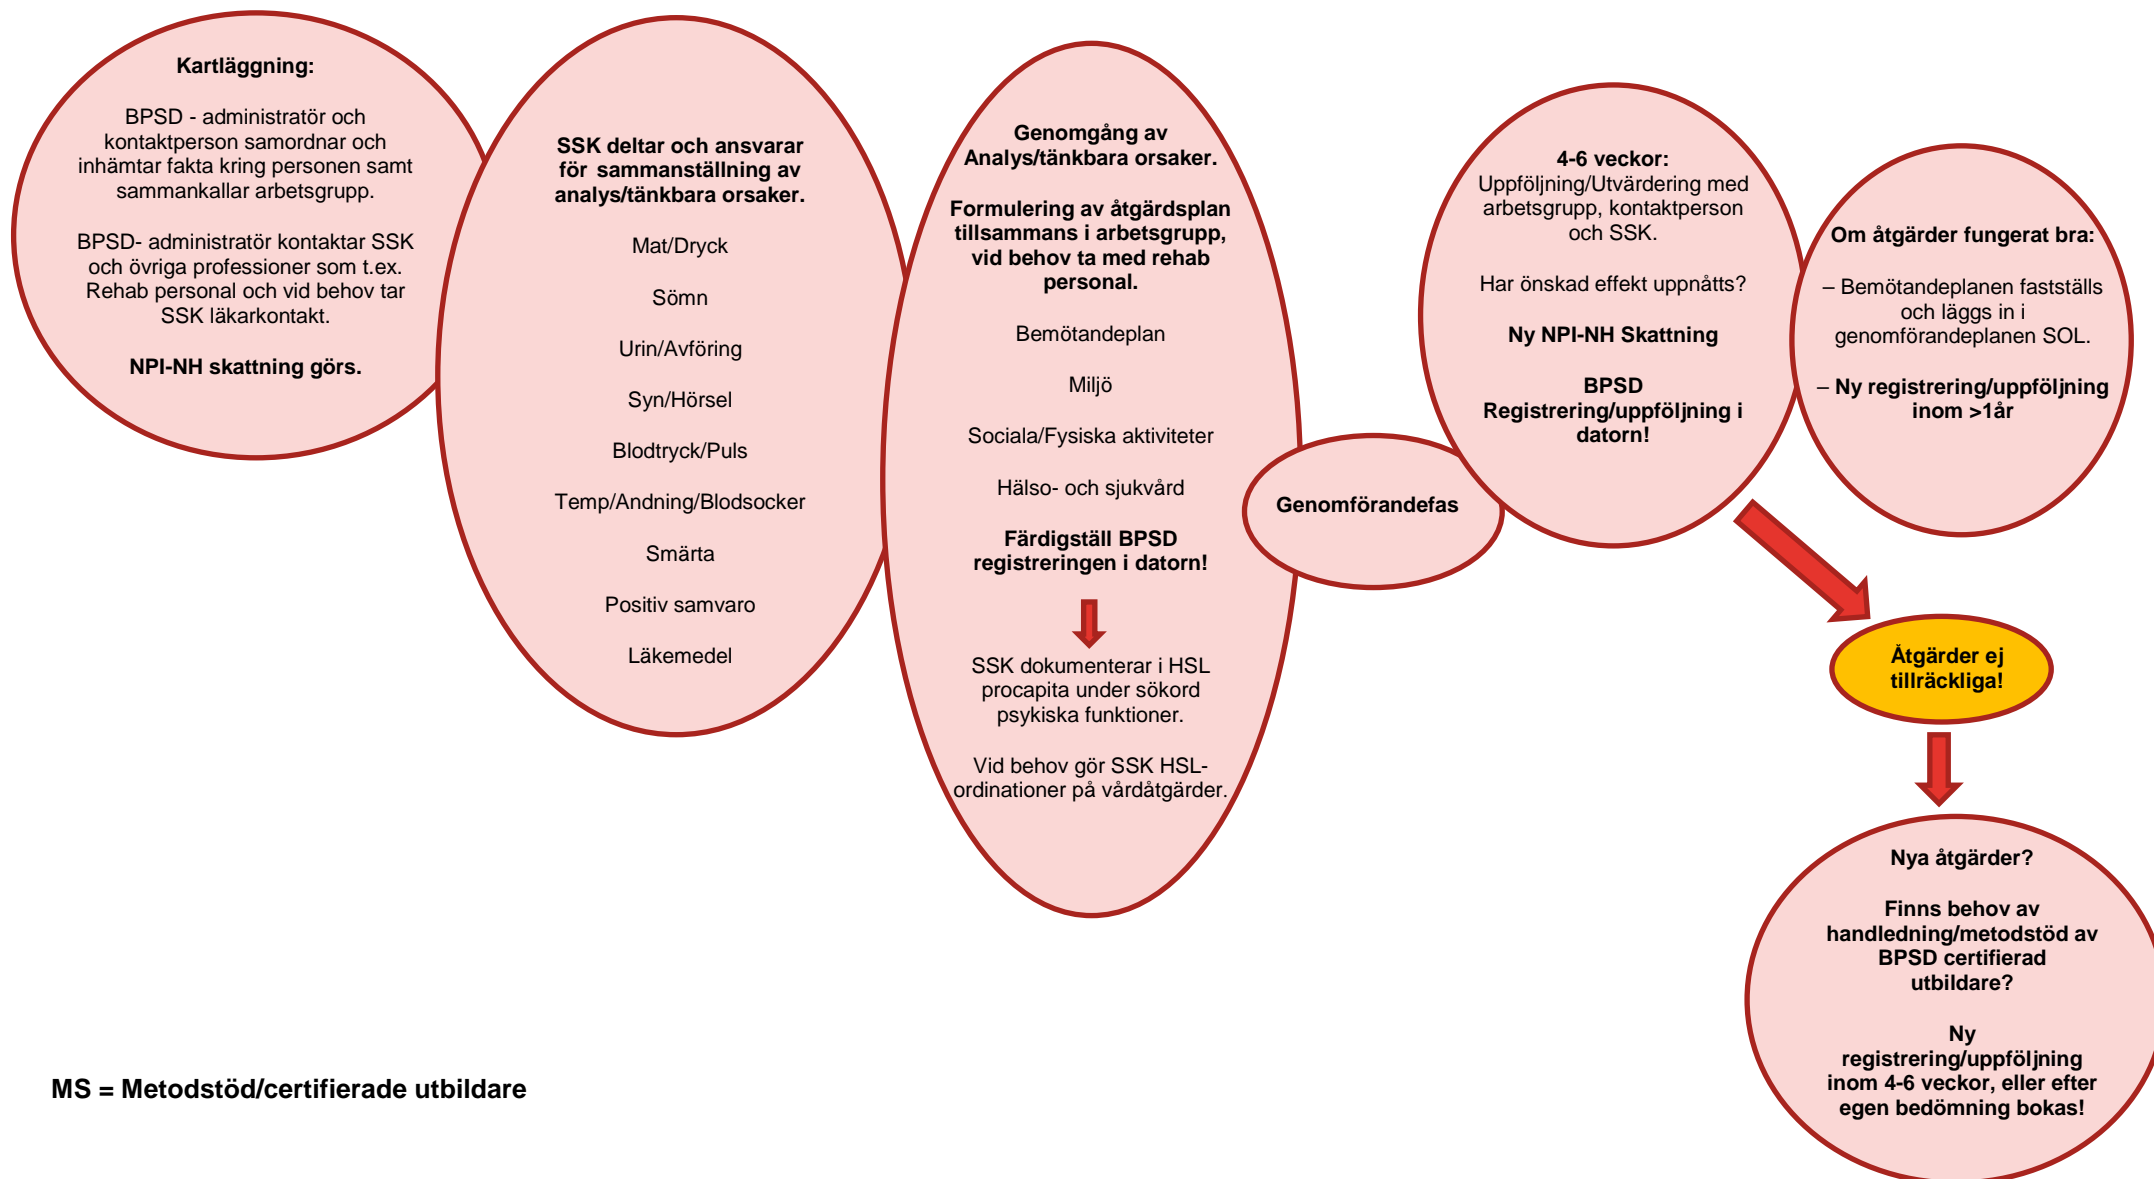 Kartläggning:
BPSD - administratör och
kontaktperson samordnar och
inhämtar fakta kring personen samt
sammankallar arbetsgrupp.
BPSD- administratör kontaktar SSK
och övriga professioner som t.ex.
Rehab personal och vid behov tar
SSK läkarkontakt.
NPI-NH skattning görs.
SSK deltar och ansvarar
för sammanställning av
analys/tänkbara orsaker.
Mat/Dryck
Sömn
Urin/Avföring
Syn/Hörsel
Blodtryck/Puls
Temp/Andning/Blodsocker
Smärta
Positiv samvaro
Läkemedel
Genomgång av
Analys/tänkbara orsaker.
Formulering av åtgärdsplan
tillsammans i arbetsgrupp,
vid behov ta med rehab
personal.
Bemötandeplan
Miljö
Sociala/Fysiska aktiviteter
Hälso- och sjukvård
Färdigställ BPSD
registreringen i datorn!
SSK dokumenterar i HSL
procapita under sökord
psykiska funktioner.
Vid behov gör SSK HSL-
ordinationer på vårdåtgärder.
Genomförandefas
4-6 veckor:
Uppföljning/Utvärdering med
arbetsgrupp, kontaktperson
och SSK.
Har önskad effekt uppnåtts?
Ny NPI-NH Skattning
BPSD
Registrering/uppföljning i
datorn!
Om åtgärder fungerat bra:
– Bemötandeplanen fastställs
och läggs in i
genomförandeplanen SOL.
– Ny registrering/uppföljning
inom >1år
Åtgärder ej
tillräckliga!
Nya åtgärder?
Finns behov av
handledning/metodstöd av
BPSD certifierad
utbildare?
Ny
registrering/uppföljning
inom 4-6 veckor, eller efter
egen bedömning bokas!
MS = Metodstöd/certifierade utbildare